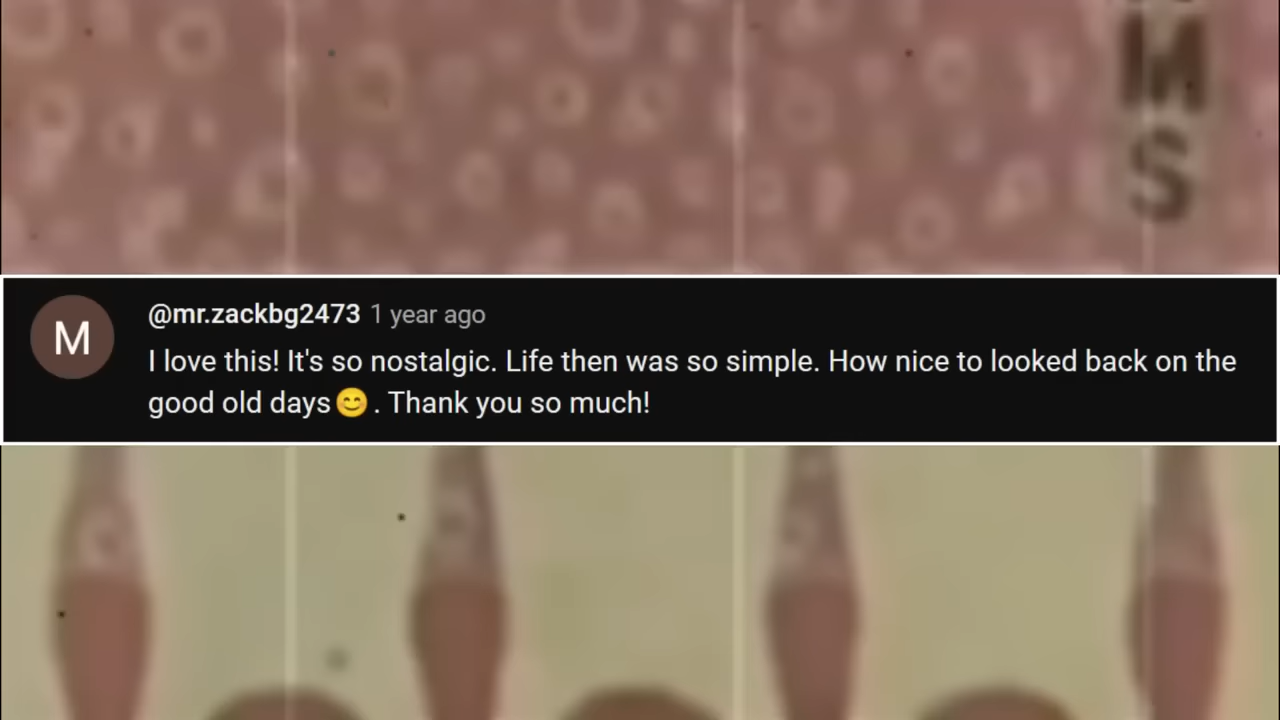 M
S
M
@mr.zackbg2473 1 year ago
I love this! It's so nostalgic. Life then was so simple. How nice to looked back on the
good old days😊. Thank you so much!